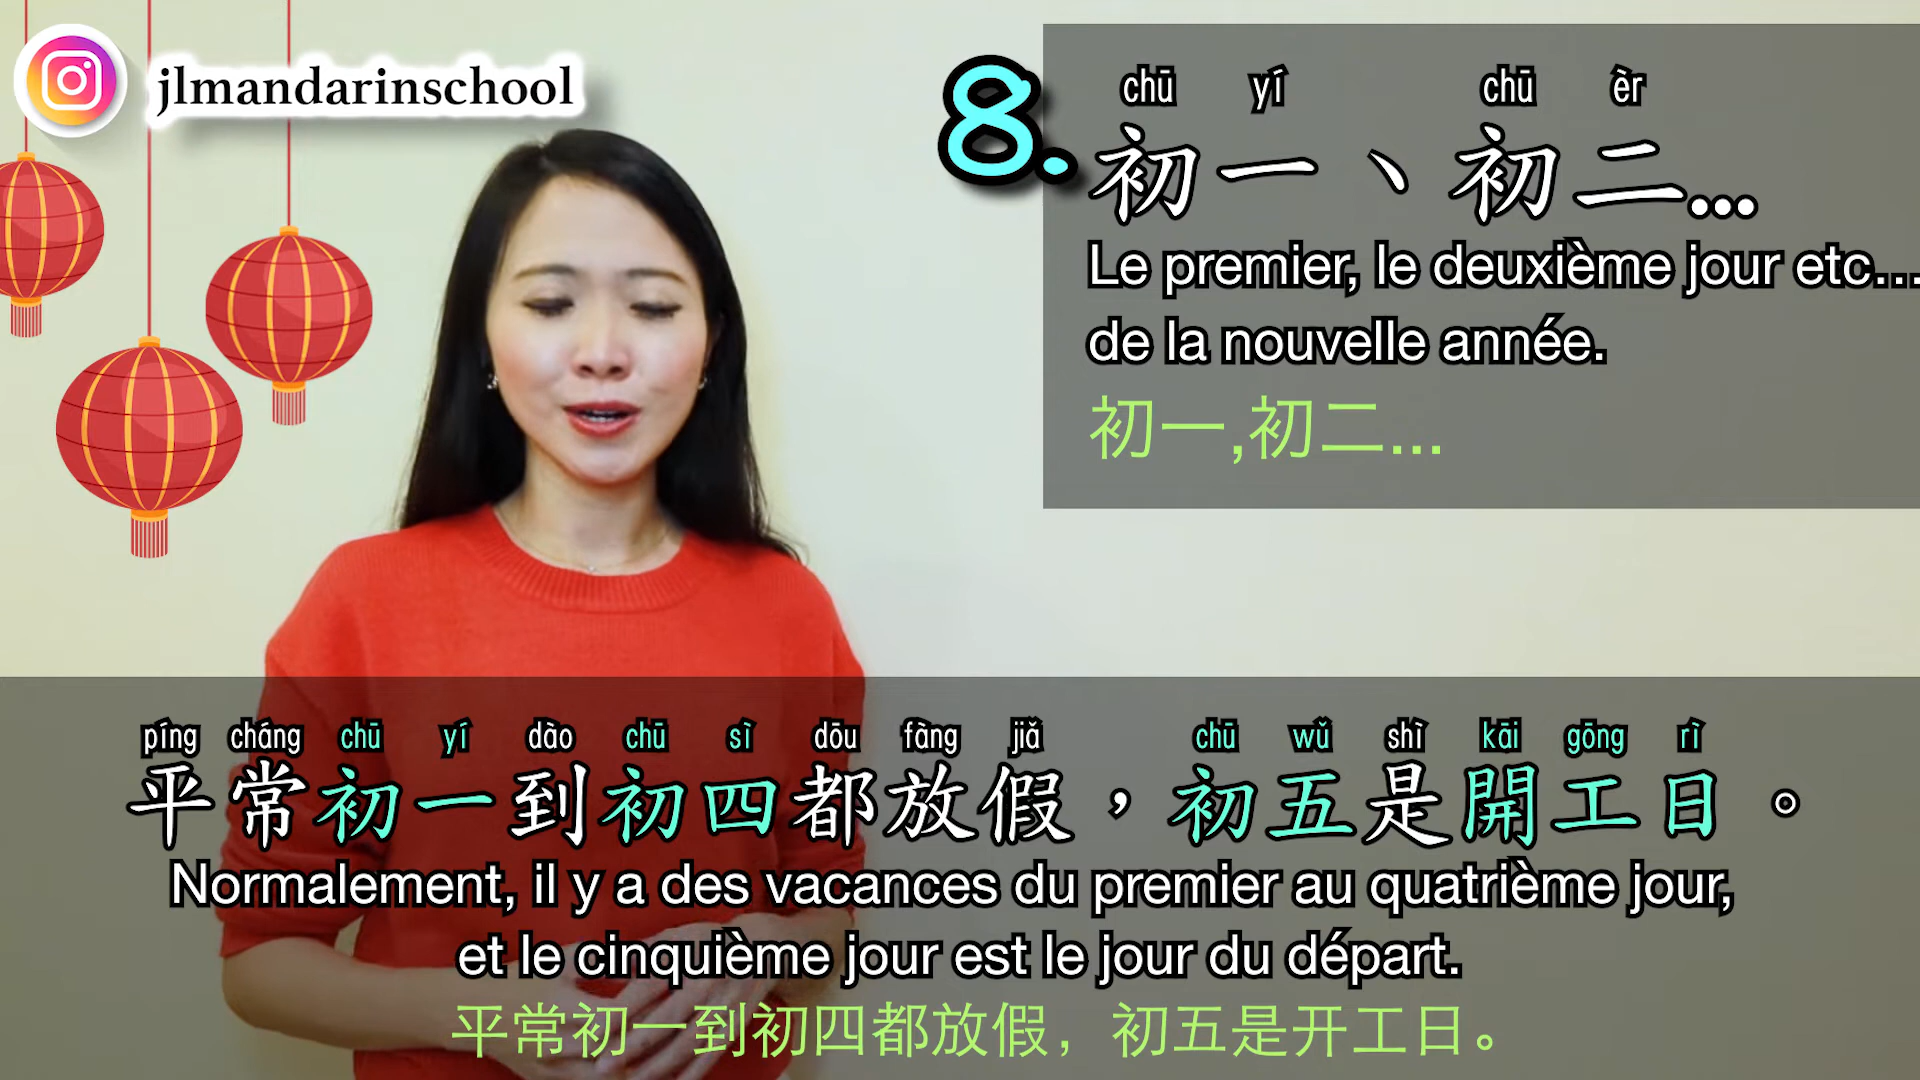 jlmandarinschool
8.
chū yí chū èr
初一、初二...
Le premier, le deuxième jour etc...
de la nouvelle année.
初一,初二...
píng cháng chū yí dào chū sì dōu fàng jiǎ chū wǔ shì kāi gōng rì
平常初一到初四都放假，初五是開工日。
Normalement, il y a des vacances du premier au quatrième jour,
et le cinquième jour est le jour du départ.
平常初一到初四都放假，初五是开工日。